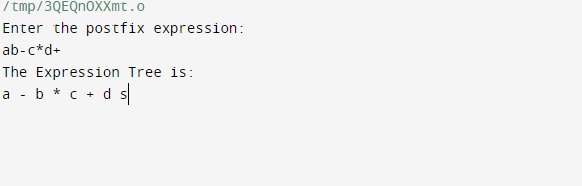 /tmp/3QEQnOXXmt.o
Enter the postfix expression:
ab-c*d+
The Expression Tree is:
a - b * c + d s